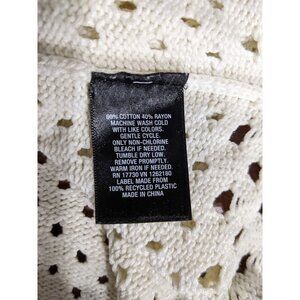 60% COTTON 40% RAYON
MACHINE WASH COLD
WITH LIKE COLORS.
GENTLE CYCLE.
ONLY NON-CHLORINE
BLEACH IF NEEDED.
TUMBLE DRY LOW.
REMOVE PROMPTLY.
WARM IRON IF NEEDED.
RN 17730 VN 1262180
LABEL MADE FROM
100% RECYCLED PLASTIC
MADE IN CHINA